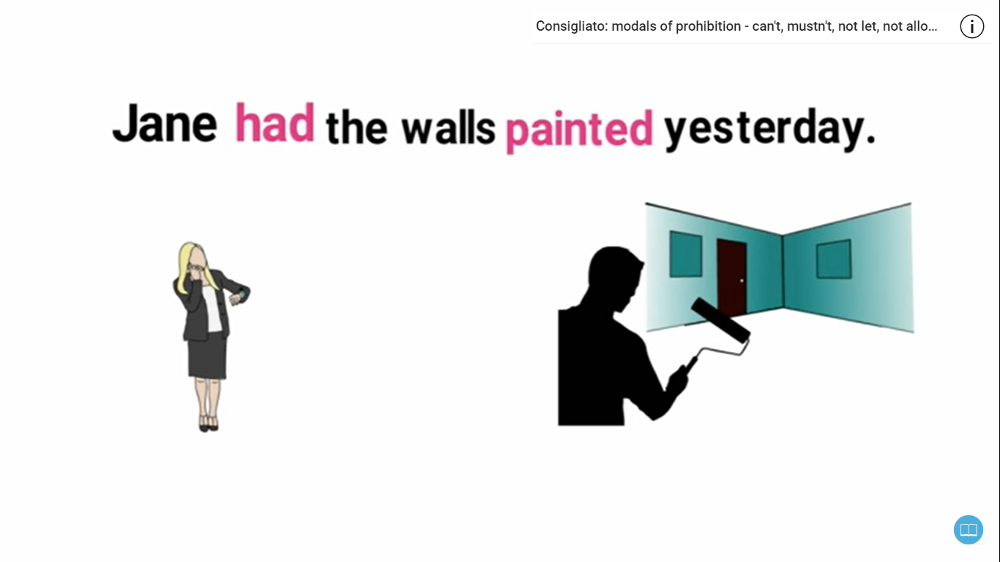 Consigliato: modals of prohibition - can't, mustn't, not let, not allo...
Jane had the walls painted yesterday.